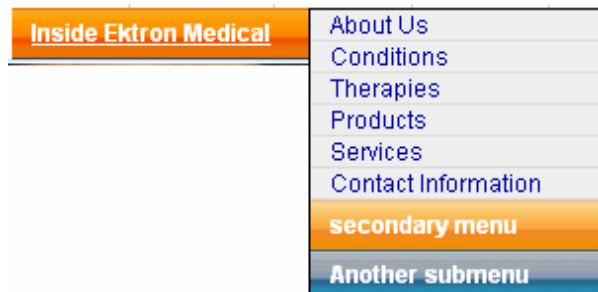 Inside Ektron Medical
About Us
Conditions
Therapies
Products
Services
Contact Information
secondary menu
Another submenu